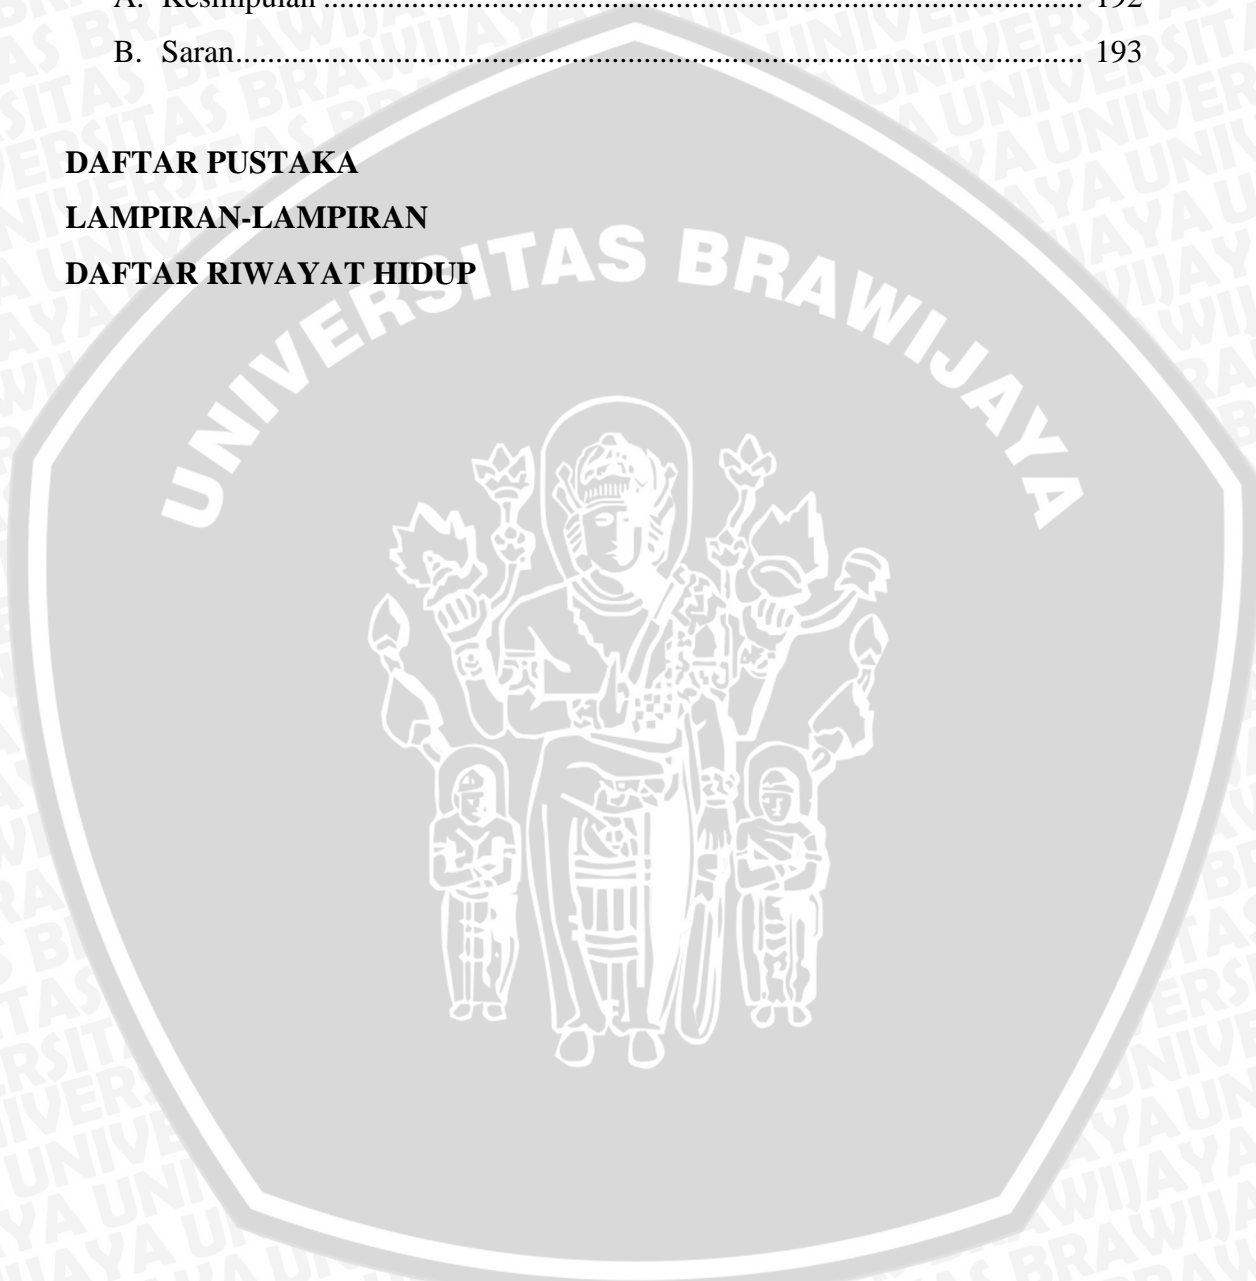 A. Kesimpulan ................................................................................ 192
B. Saran......................................................................................... 193
DAFTAR PUSTAKA
LAMPIRAN-LAMPIRAN
DAFTAR RIWAYAT HIDUP
UNIVERSITAS BRAWIJAYA